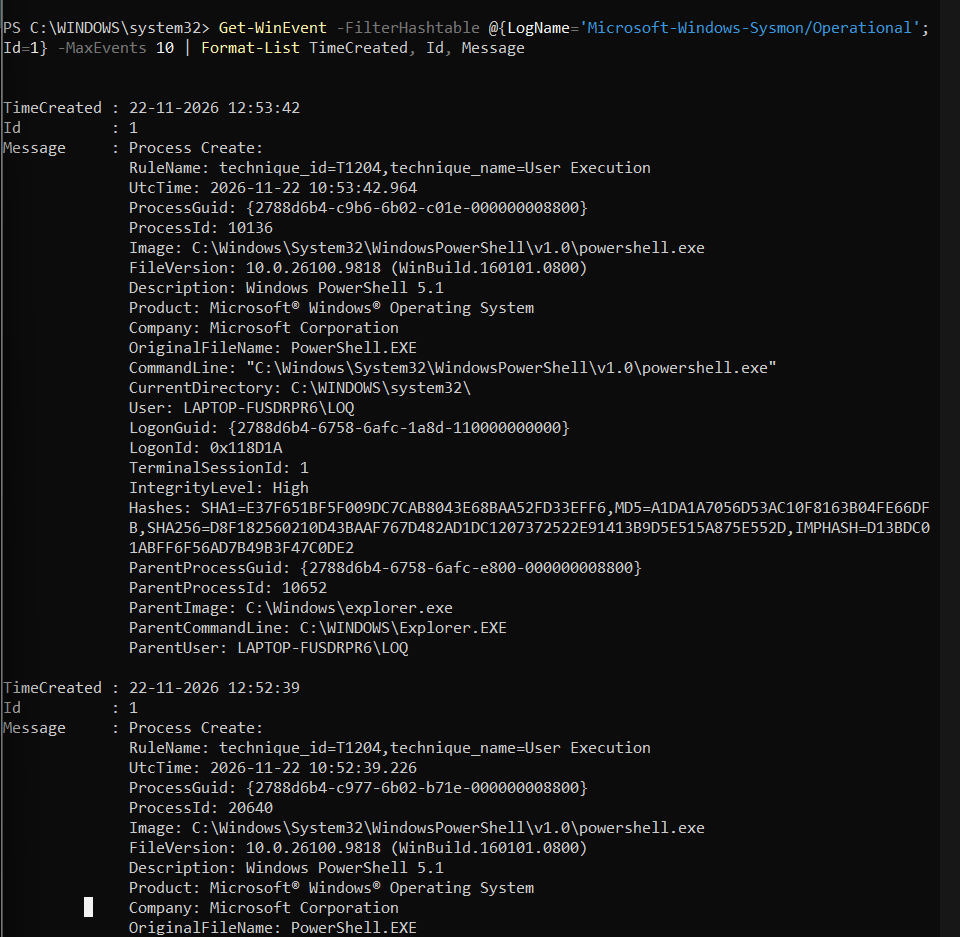 PS C:\WINDOWS\system32> Get-WinEvent -FilterHashtable @{LogName='Microsoft-Windows-Sysmon/Operational';
Id=1} -MaxEvents 10 | Format-List TimeCreated, Id, Message
TimeCreated : 22-11-2026 12:53:42
Id          : 1
Message     : Process Create:
              RuleName: technique_id=T1204,technique_name=User Execution
              UtcTime: 2026-11-22 10:53:42.964
              ProcessGuid: {2788d6b4-c9b6-6b02-c01e-000000008800}
              ProcessId: 10136
              Image: C:\Windows\System32\WindowsPowerShell\v1.0\powershell.exe
              FileVersion: 10.0.26100.9818 (WinBuild.160101.0800)
              Description: Windows PowerShell 5.1
              Product: Microsoft® Windows® Operating System
              Company: Microsoft Corporation
              OriginalFileName: PowerShell.EXE
              CommandLine: "C:\Windows\System32\WindowsPowerShell\v1.0\powershell.exe"
              CurrentDirectory: C:\WINDOWS\system32\
              User: LAPTOP-FUSDRPR6\LOQ
              LogonGuid: {2788d6b4-6758-6afc-1a8d-110000000000}
              LogonId: 0x118D1A
              TerminalSessionId: 1
              IntegrityLevel: High
              Hashes: SHA1=E37F651BF5F009DC7CAB8043E68BAA52FD33EFF6,MD5=A1DA1A7056D53AC10F8163B04FE66DF
              B,SHA256=D8F182560210D43BAAF767D482AD1DC1207372522E91413B9D5E515A875E552D,IMPHASH=D13BDC0
              1ABFF6F56AD7B49B3F47C0DE2
              ParentProcessGuid: {2788d6b4-6758-6afc-e800-000000008800}
              ParentProcessId: 10652
              ParentImage: C:\Windows\explorer.exe
              ParentCommandLine: C:\WINDOWS\Explorer.EXE
              ParentUser: LAPTOP-FUSDRPR6\LOQ
TimeCreated : 22-11-2026 12:52:39
Id          : 1
Message     : Process Create:
              RuleName: technique_id=T1204,technique_name=User Execution
              UtcTime: 2026-11-22 10:52:39.226
              ProcessGuid: {2788d6b4-c977-6b02-b71e-000000008800}
              ProcessId: 20640
              Image: C:\Windows\System32\WindowsPowerShell\v1.0\powershell.exe
              FileVersion: 10.0.26100.9818 (WinBuild.160101.0800)
              Description: Windows PowerShell 5.1
              Product: Microsoft® Windows® Operating System
              Company: Microsoft Corporation
              OriginalFileName: PowerShell.EXE